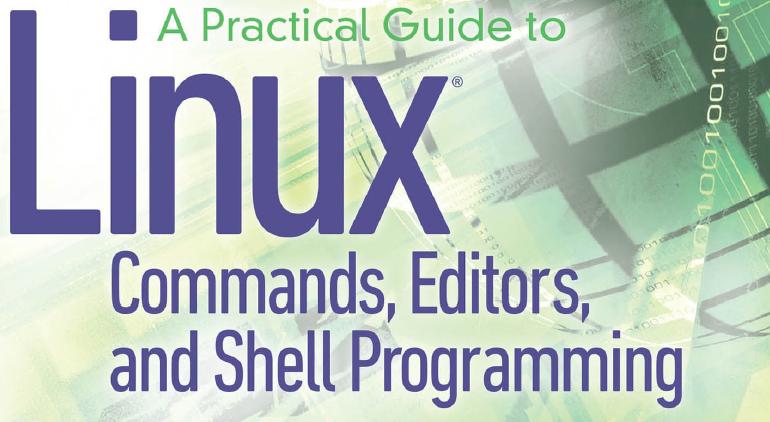 A Practical Guide to
Linux®
Commands, Editors,
and Shell Programming